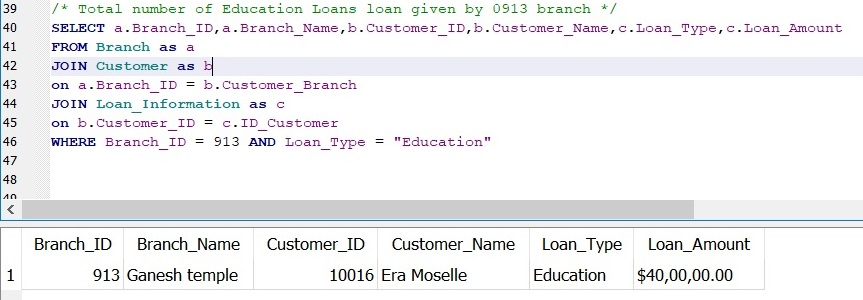 39 /* Total number of Education Loans loan given by 0913 branch */
40 SELECT a.Branch_ID,a.Branch_Name,b.Customer_ID,b.Customer_Name,c.Loan_Type,c.Loan_Amount
41 FROM Branch as a
42 JOIN Customer as b
43 on a.Branch_ID = b.Customer_Branch
44 JOIN Loan_Information as c
45 on b.Customer_ID = c.ID_Customer
46 WHERE Branch_ID = 913 AND Loan_Type = "Education"
47
48
49
Branch_ID Branch_Name Customer_ID Customer_Name Loan_Type Loan_Amount
1 913 Ganesh temple 10016 Era Moselle Education $40,00,00.00